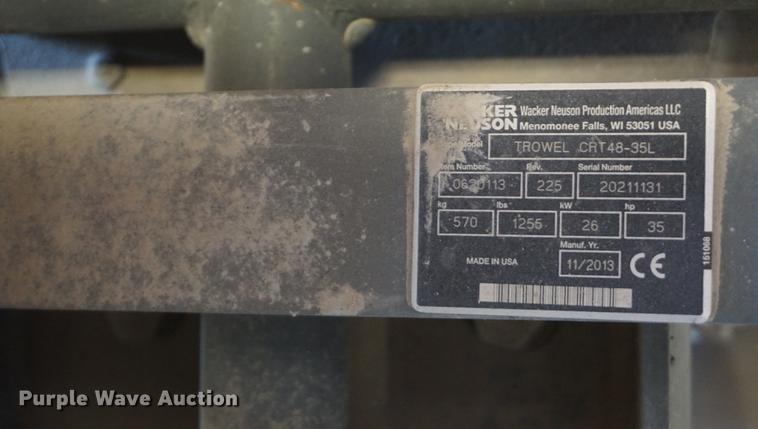 WACKER NEUSON Wacker Neuson Production Americas LLC
Menomonee Falls, WI 53051 USA
Model TROWEL CRT48-35L
Item Number Rev. Serial Number
0620113 225 20211131
kg lbs kW hp
570 1255 26 35
Manuf. Yr.
MADE IN USA 11/2013 CE
151068
Purple Wave Auction